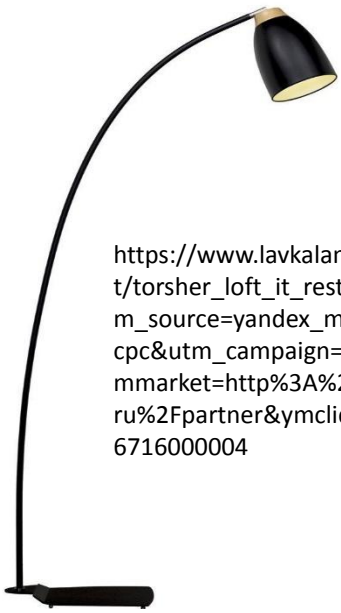 https://www.lavkalar
t/torsher_loft_it_rest
m_source=yandex_m
cpc&utm_campaign=
mmarket=http%3A%2
ru%2Fpartner&ymclic
6716000004